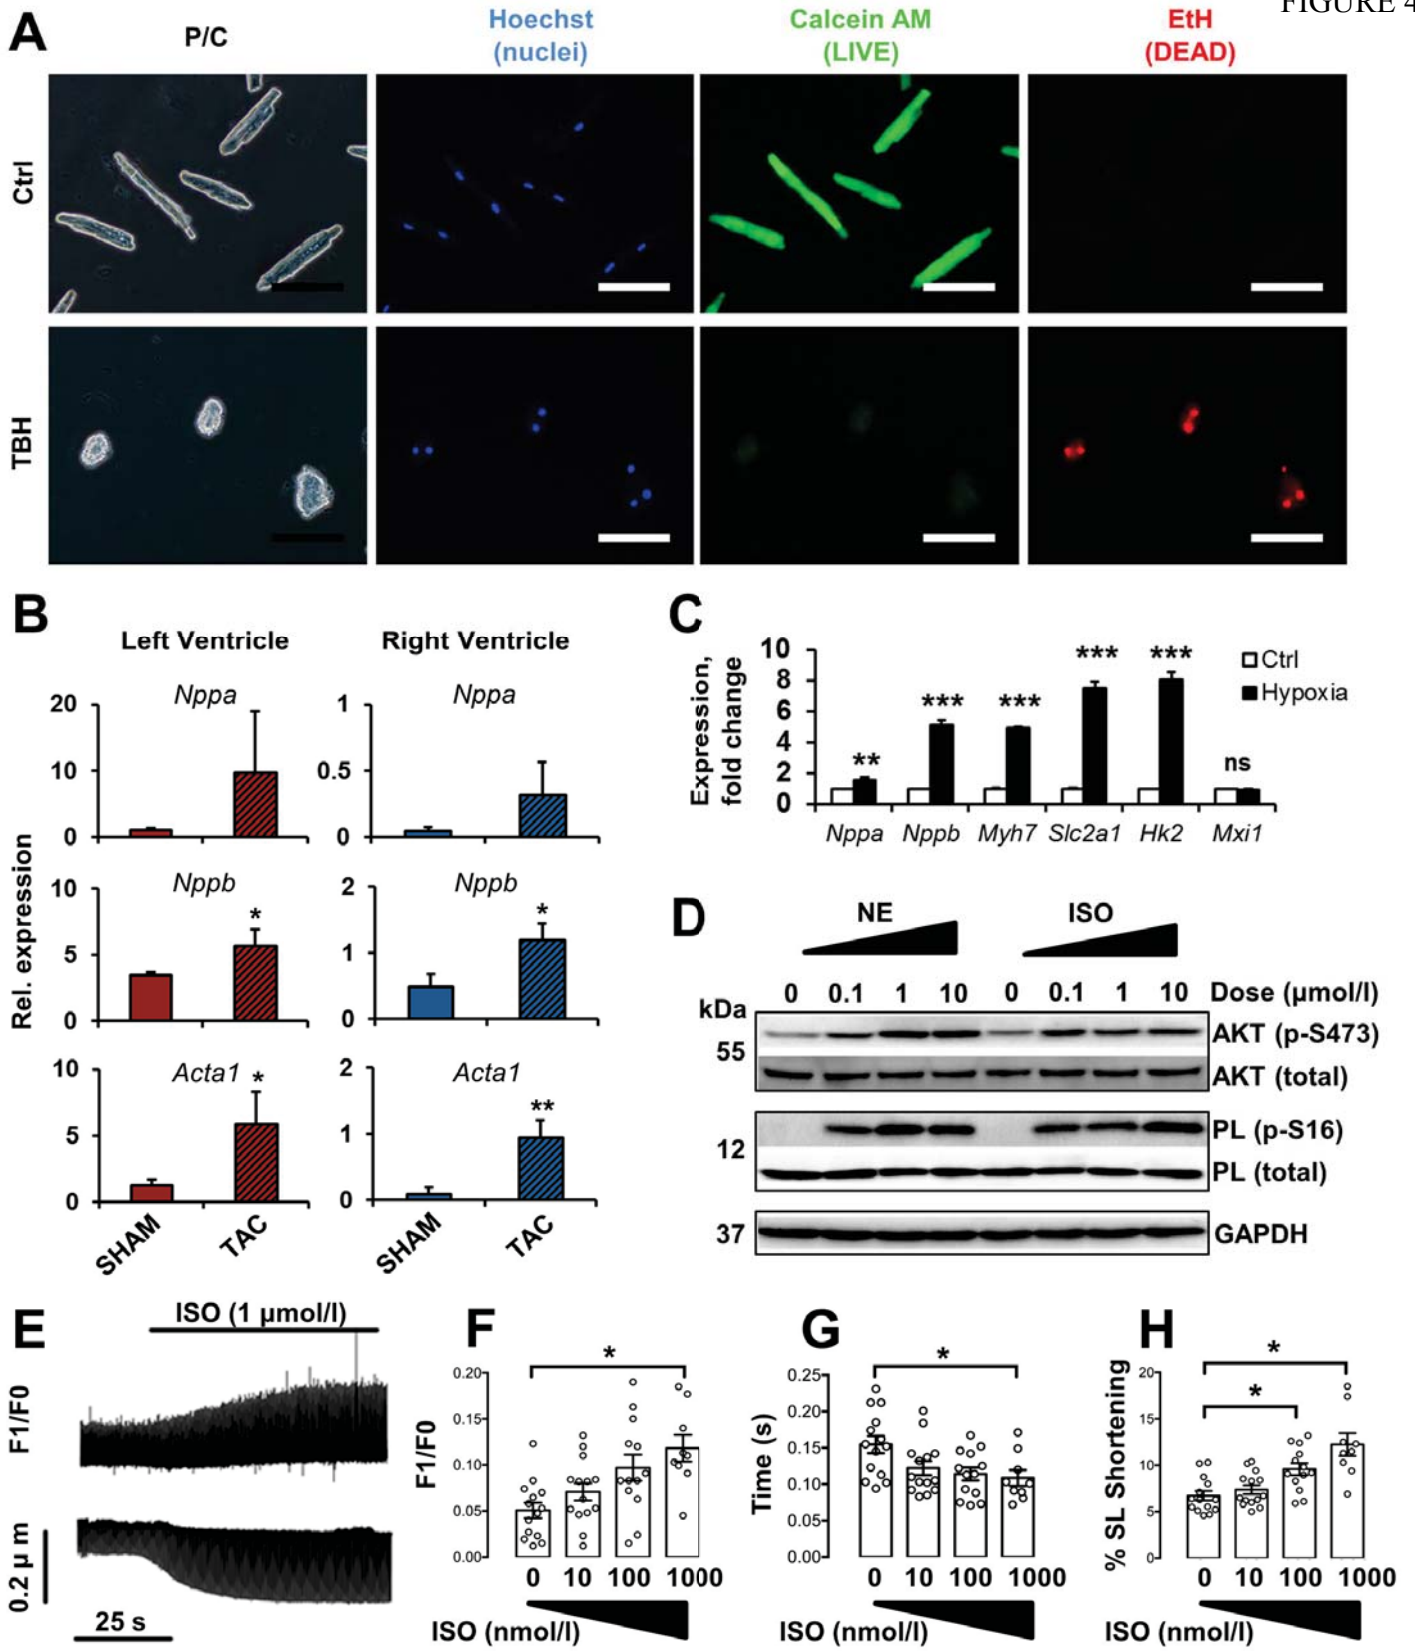 FIGURE 4
A
P/C
Hoechst
(nuclei)
Calcein AM
(LIVE)
EtH
(DEAD)
Ctrl
TBH
B
Left Ventricle
Right Ventricle
Rel. expression
Nppa
20
10
0
Nppa
1
0.5
0
Nppb
10
5
0
*
Nppb
2
1
0
*
Acta1
10
5
0
*
Acta1
2
1
0
**
SHAM
TAC
SHAM
TAC
C
Expression,
fold change
10
8
6
4
2
0
**
***
***
***
***
ns
Ctrl
Hypoxia
Nppa Nppb Myh7 Slc2a1 Hk2 Mxi1
D
NE
ISO
0 0.1 1 10 0 0.1 1 10 Dose (µmol/l)
kDa
55
AKT (p-S473)
AKT (total)
12
PL (p-S16)
PL (total)
37
GAPDH
E
ISO (1 µmol/l)
F1/F0
0.2 µ m
25 s
F
F1/F0
0.20
0.15
0.10
0.05
0.00
*
0 10 100 1000
ISO (nmol/l)
G
Time (s)
0.25
0.20
0.15
0.10
0.05
0.00
*
0 10 100 1000
ISO (nmol/l)
H
% SL Shortening
20
15
10
5
0
*
*
0 10 100 1000
ISO (nmol/l)